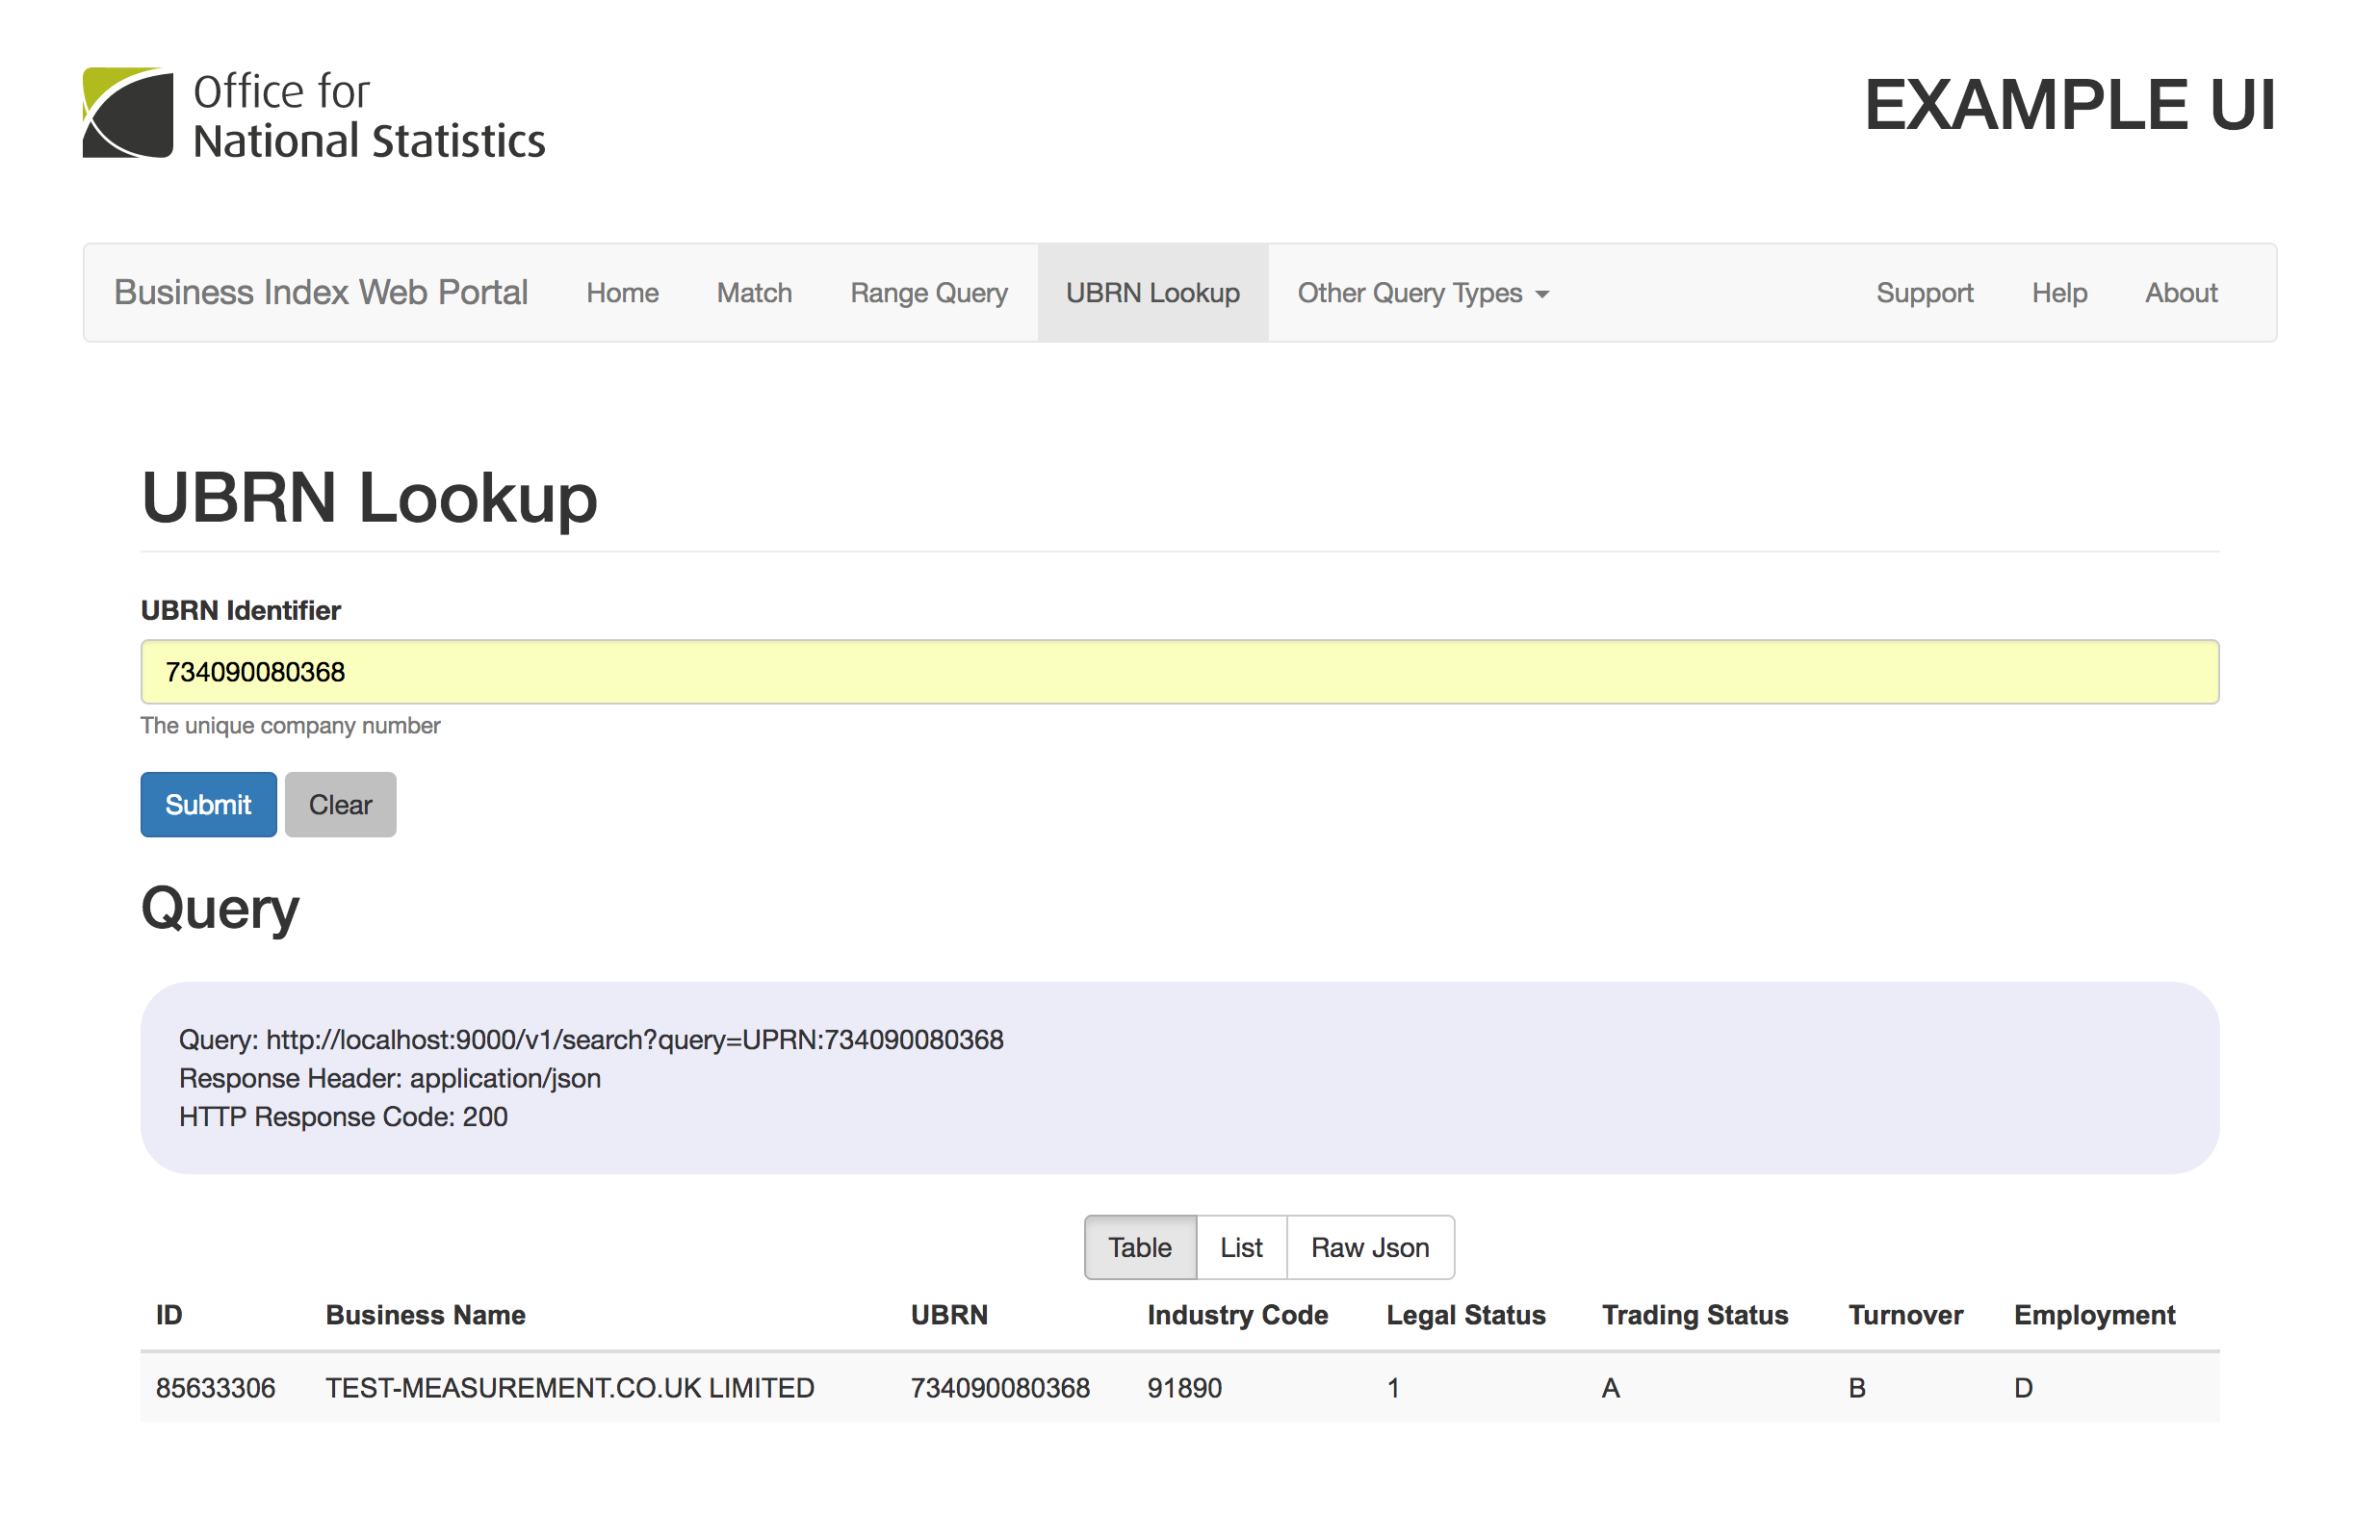 Office for
National Statistics
EXAMPLE UI
Business Index Web Portal Home Match Range Query UBRN Lookup Other Query Types Support Help About
UBRN Lookup
UBRN Identifier
734090080368
The unique company number
Submit Clear
Query
Query: http://localhost:9000/v1/search?query=UPRN:734090080368
Response Header: application/json
HTTP Response Code: 200
Table List Raw Json
ID Business Name UBRN Industry Code Legal Status Trading Status Turnover Employment
85633306 TEST-MEASUREMENT.CO.UK LIMITED 734090080368 91890 1 A B D